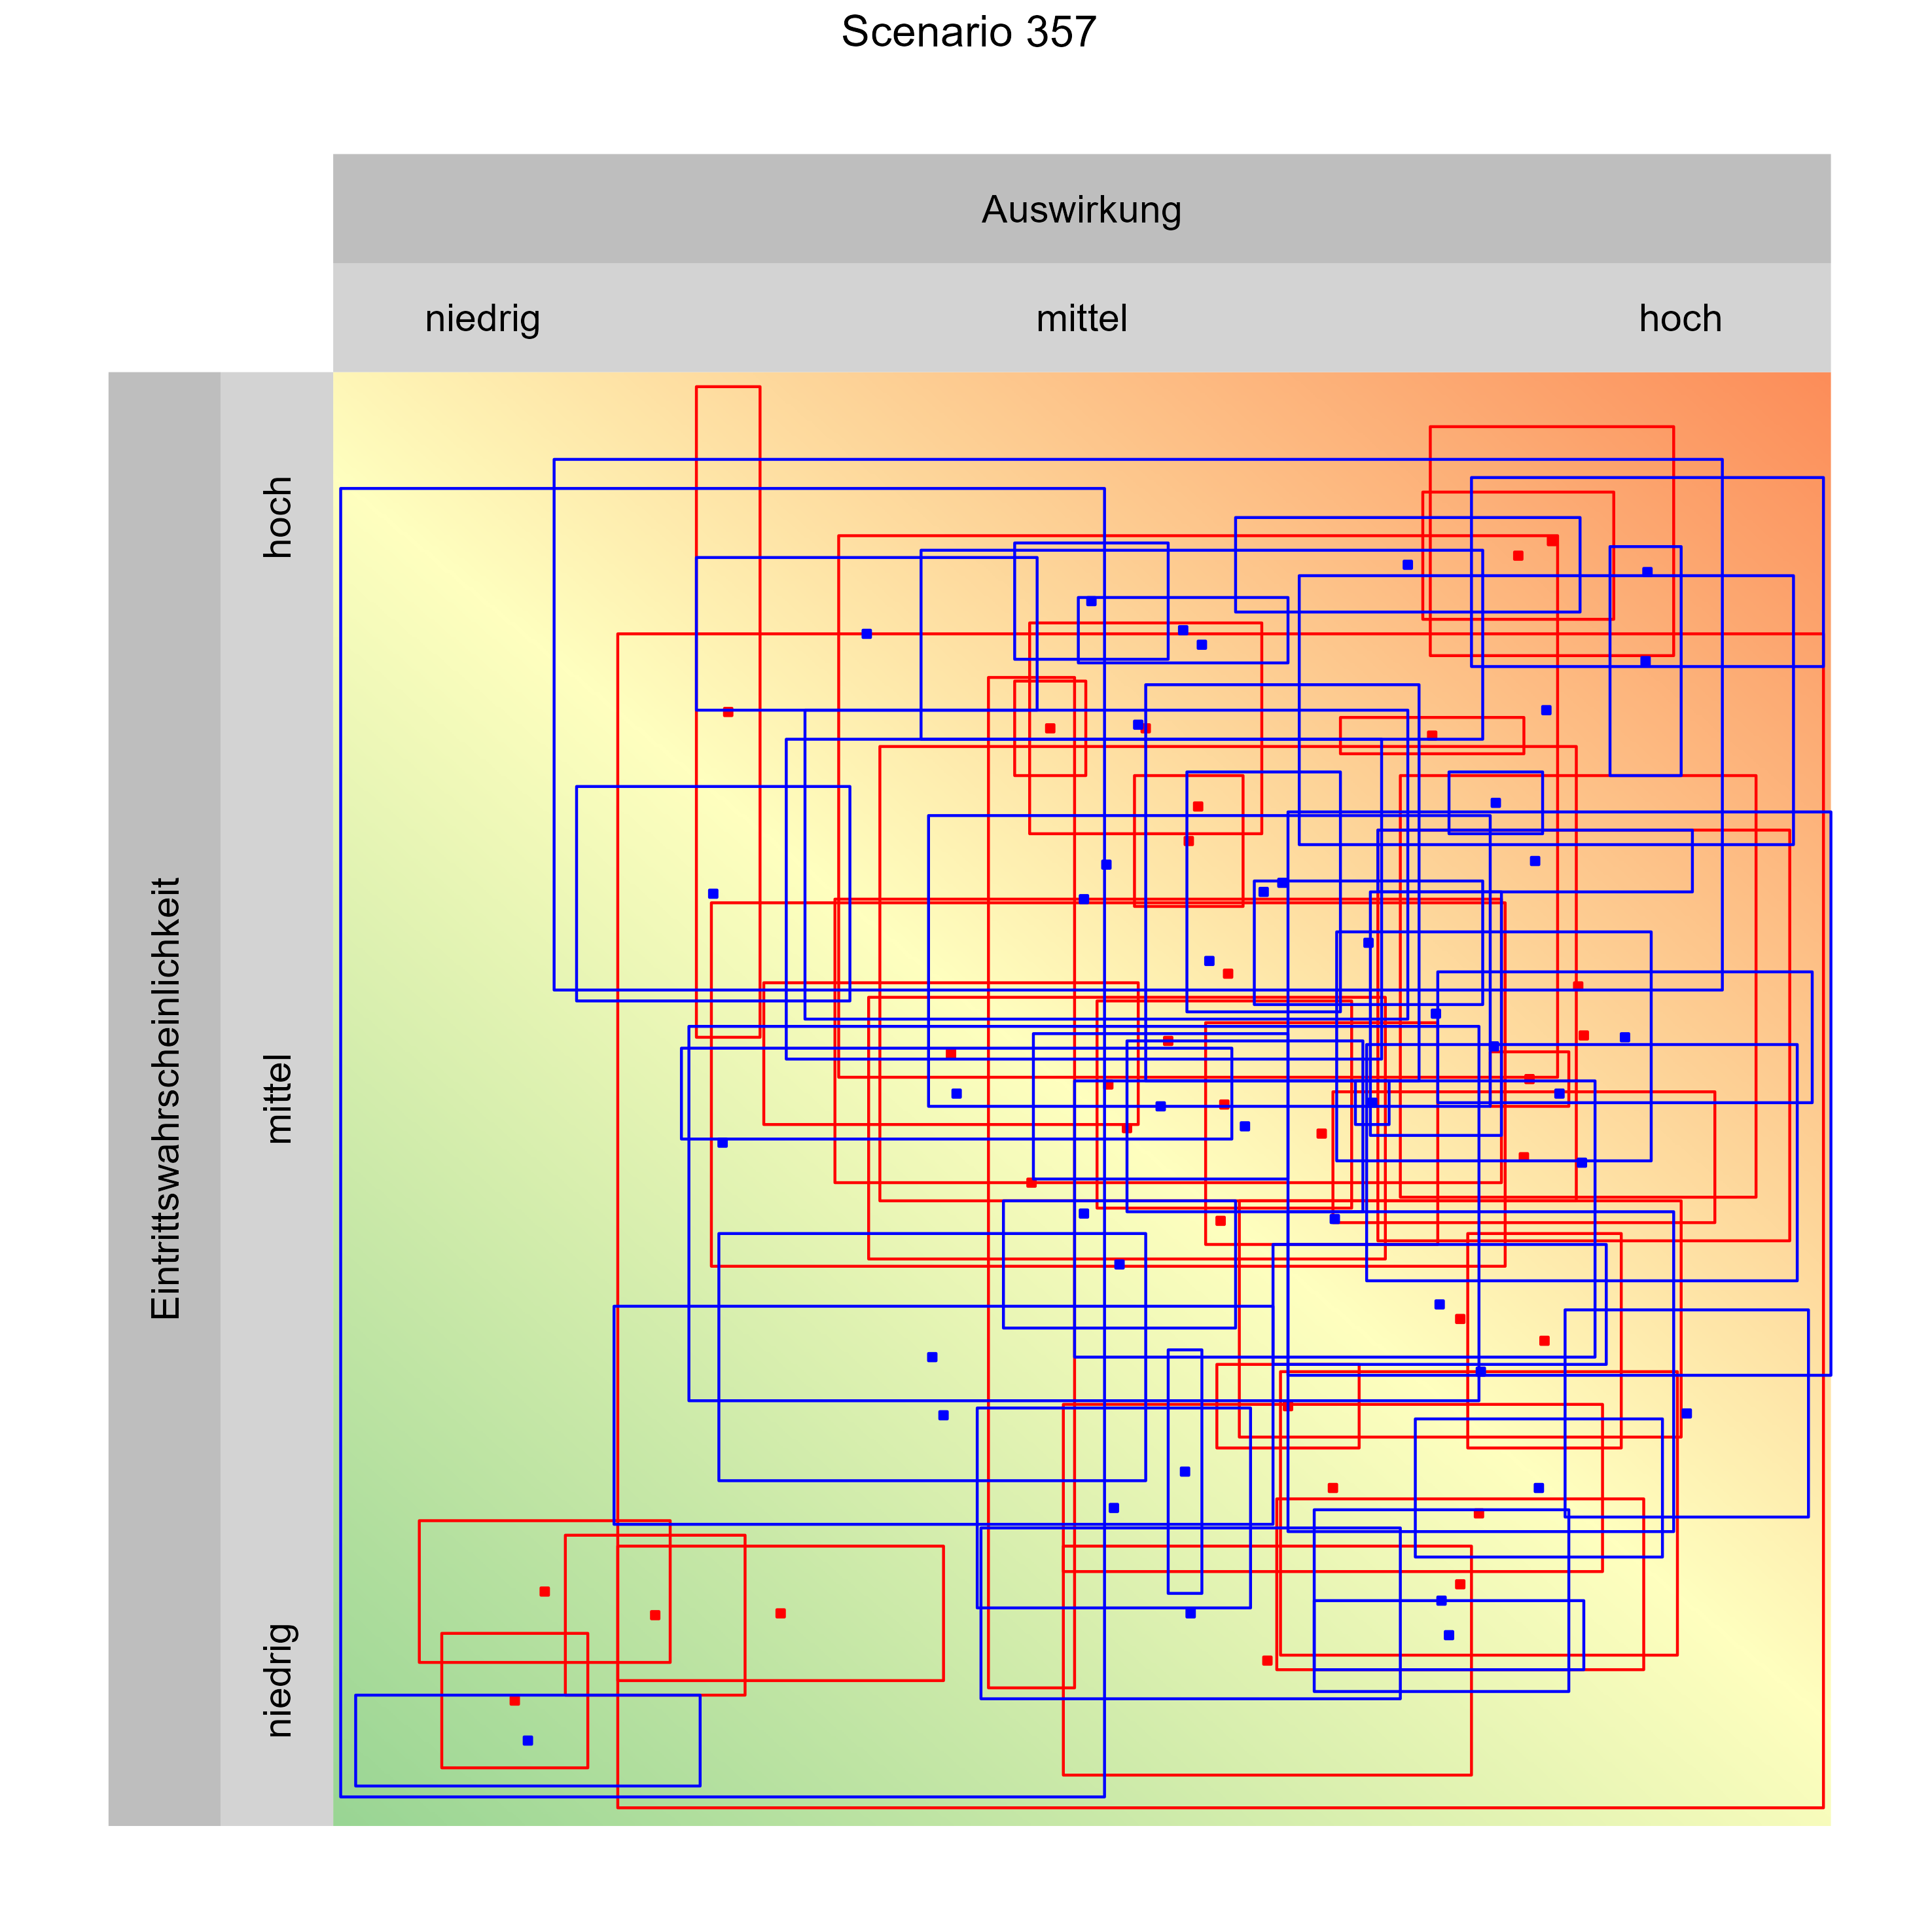 Scenario 357
Auswirkung
niedrig
mittel
hoch
Eintrittswahrscheinlichkeit
hoch
mittel
niedrig